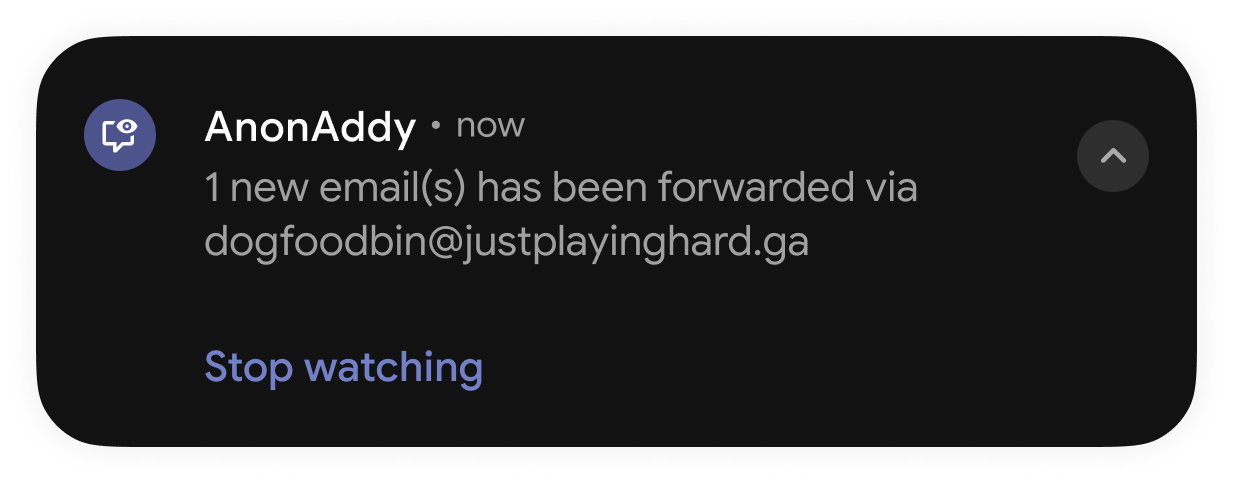 AnonAddy • now
1 new email(s) has been forwarded via
dogfoodbin@justplayinghard.ga
Stop watching